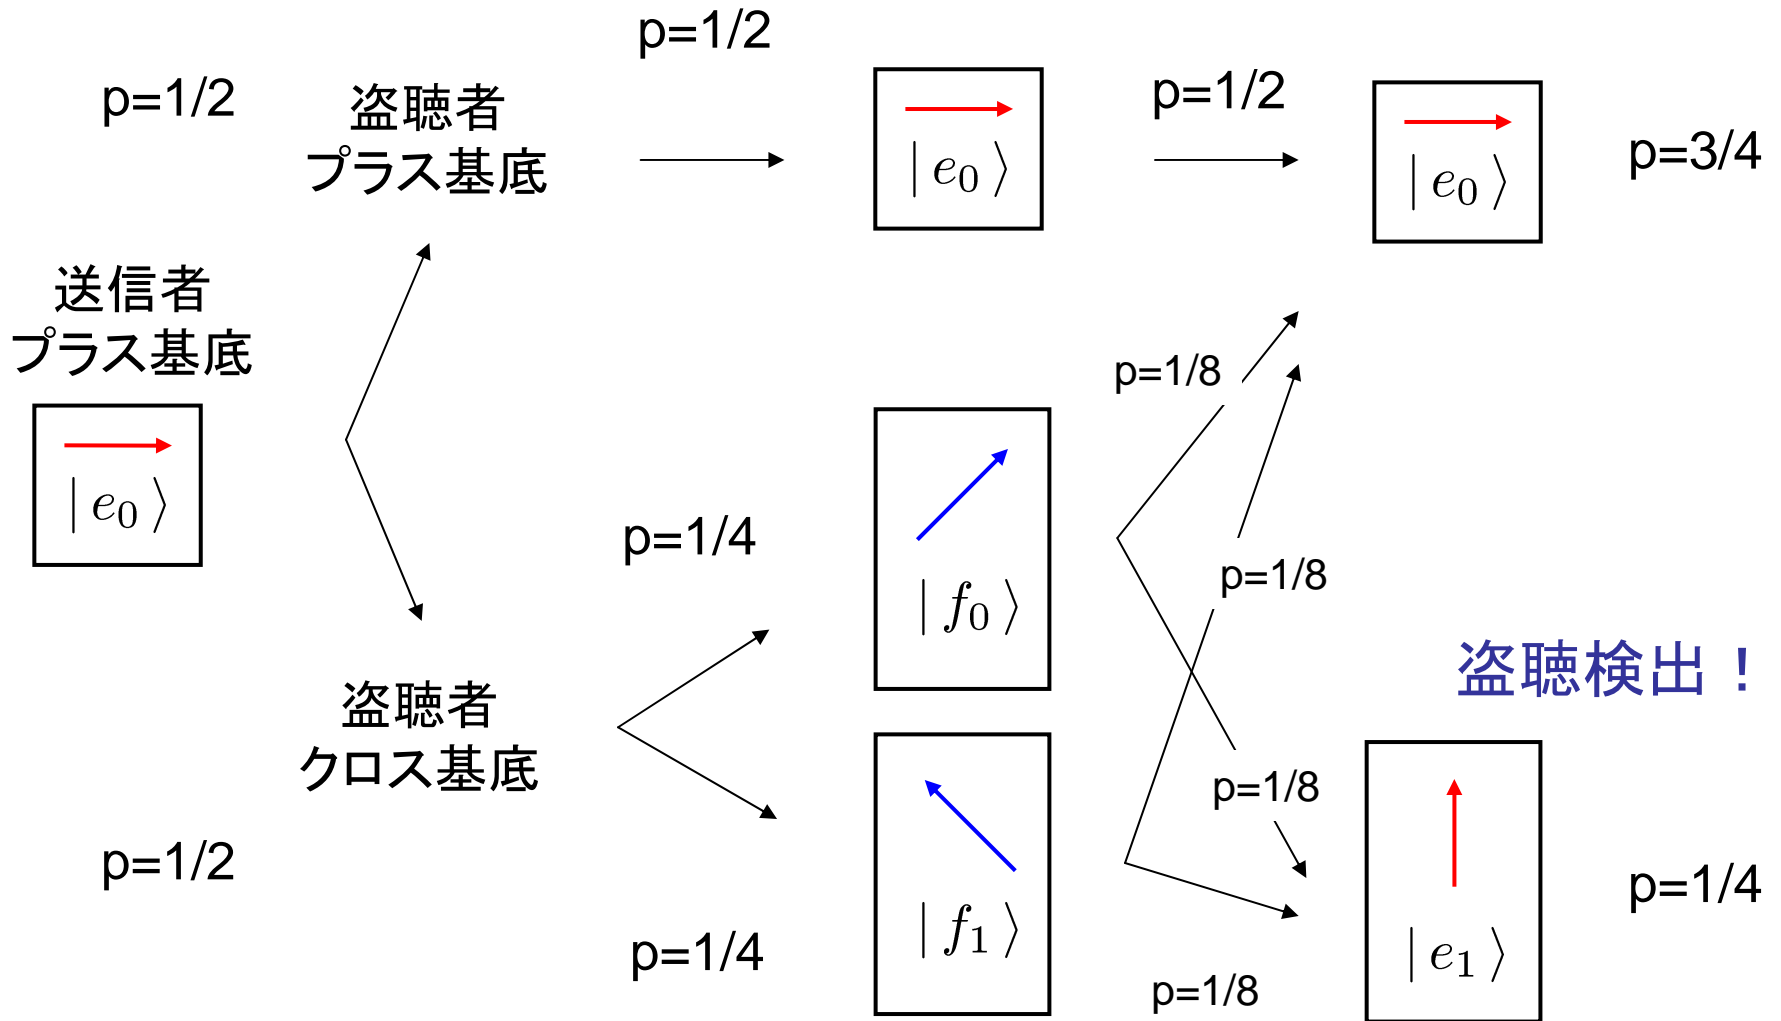 p=1/2
p=1/2
盗聴者
プラス基底
| e₀ ⟩
p=1/2
| e₀ ⟩
p=3/4
送信者
プラス基底
| e₀ ⟩
p=1/8
p=1/4
| f₀ ⟩
p=1/8
盗聴検出！
盗聴者
クロス基底
p=1/8
p=1/2
p=1/4
| f₁ ⟩
p=1/8
| e₁ ⟩
p=1/4